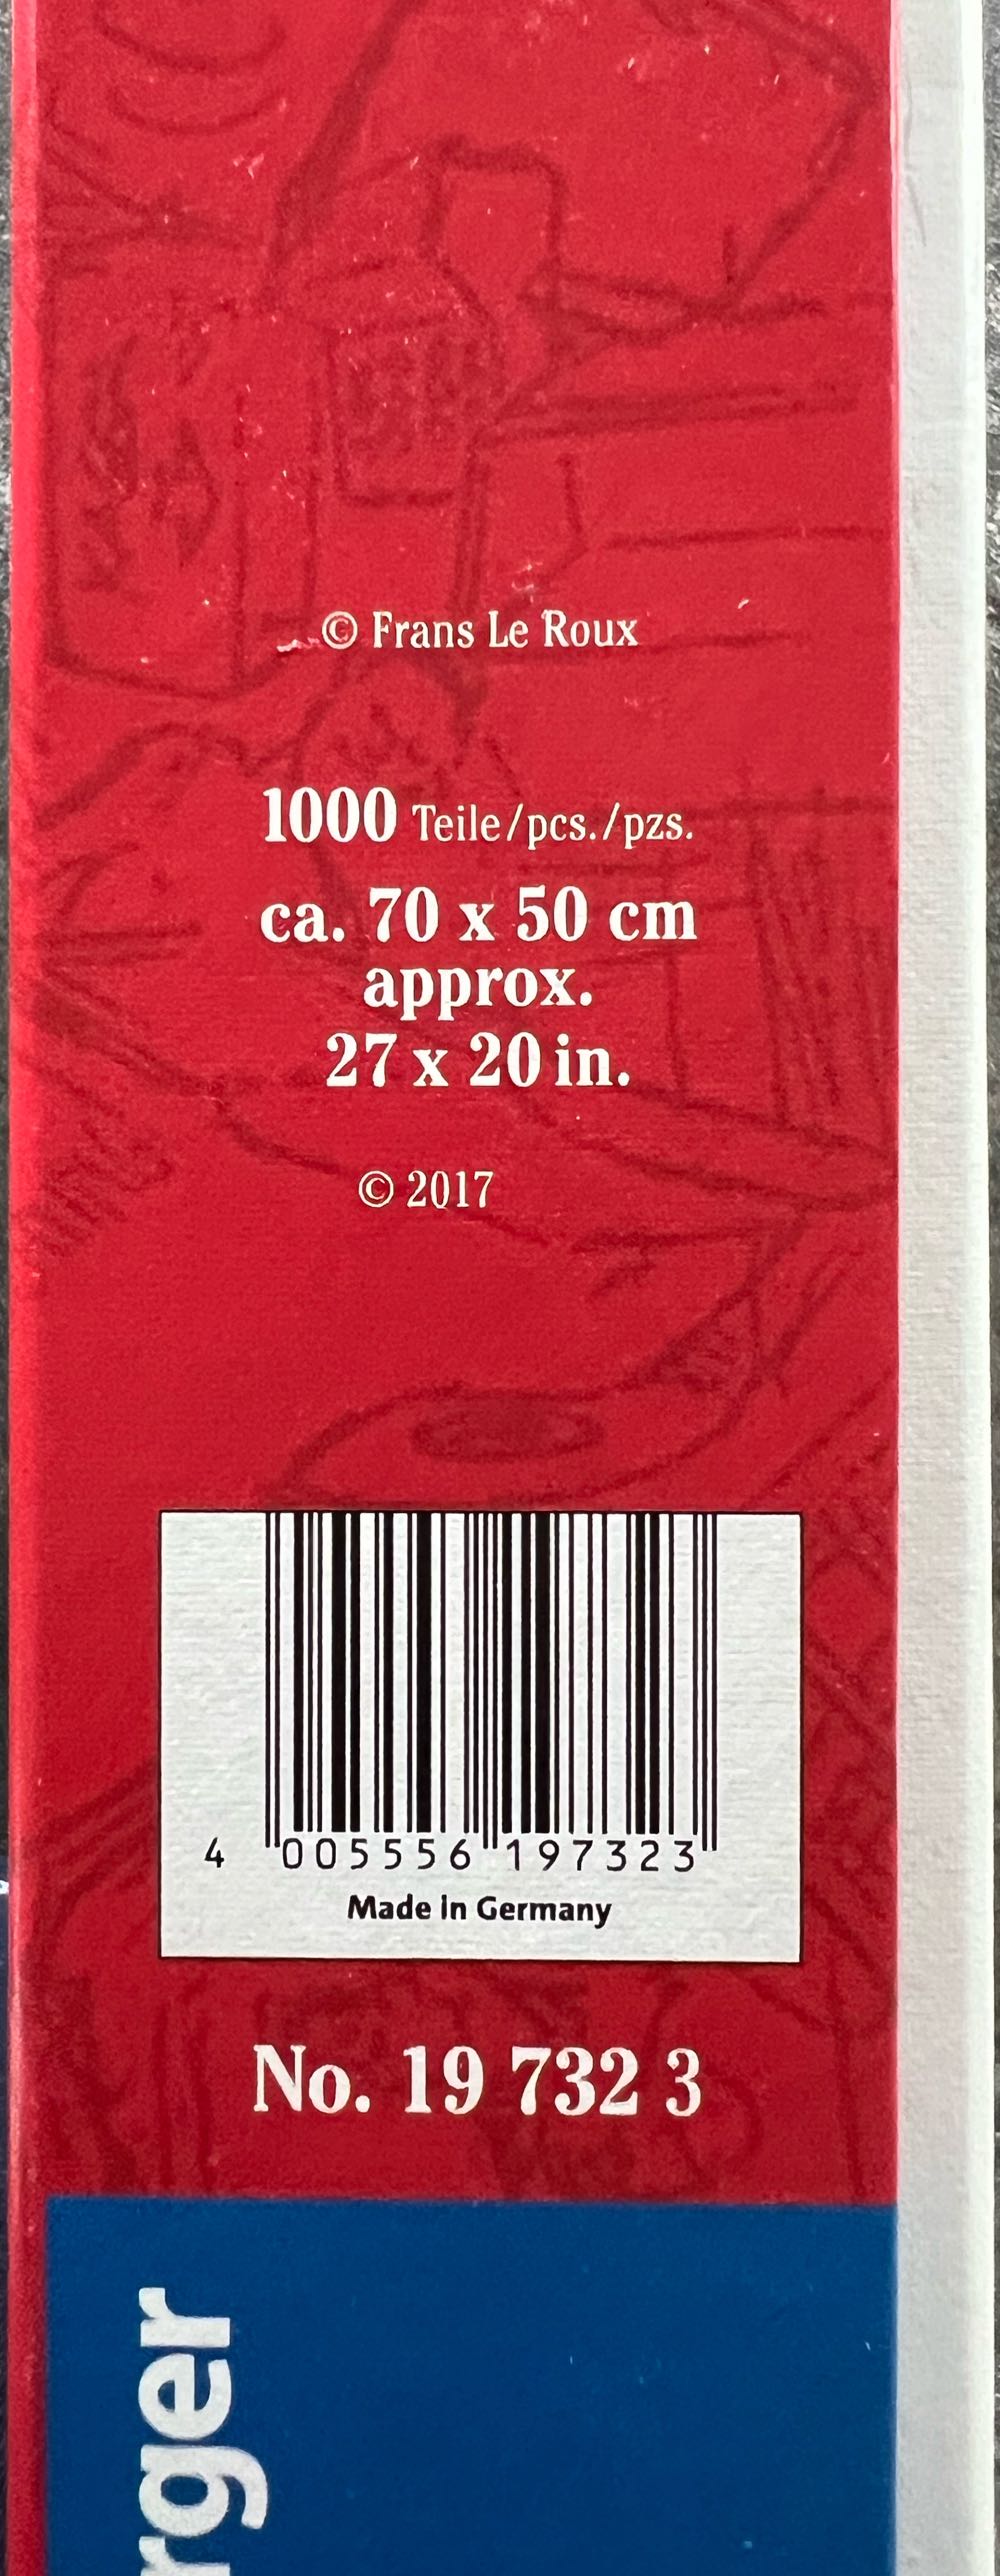 © Frans Le Roux
1000 Teile/pcs./pzs.
ca. 70 x 50 cm
approx.
27 x 20 in.
© 2017
4 005556 197323
Made in Germany
No. 19 732 3
rger